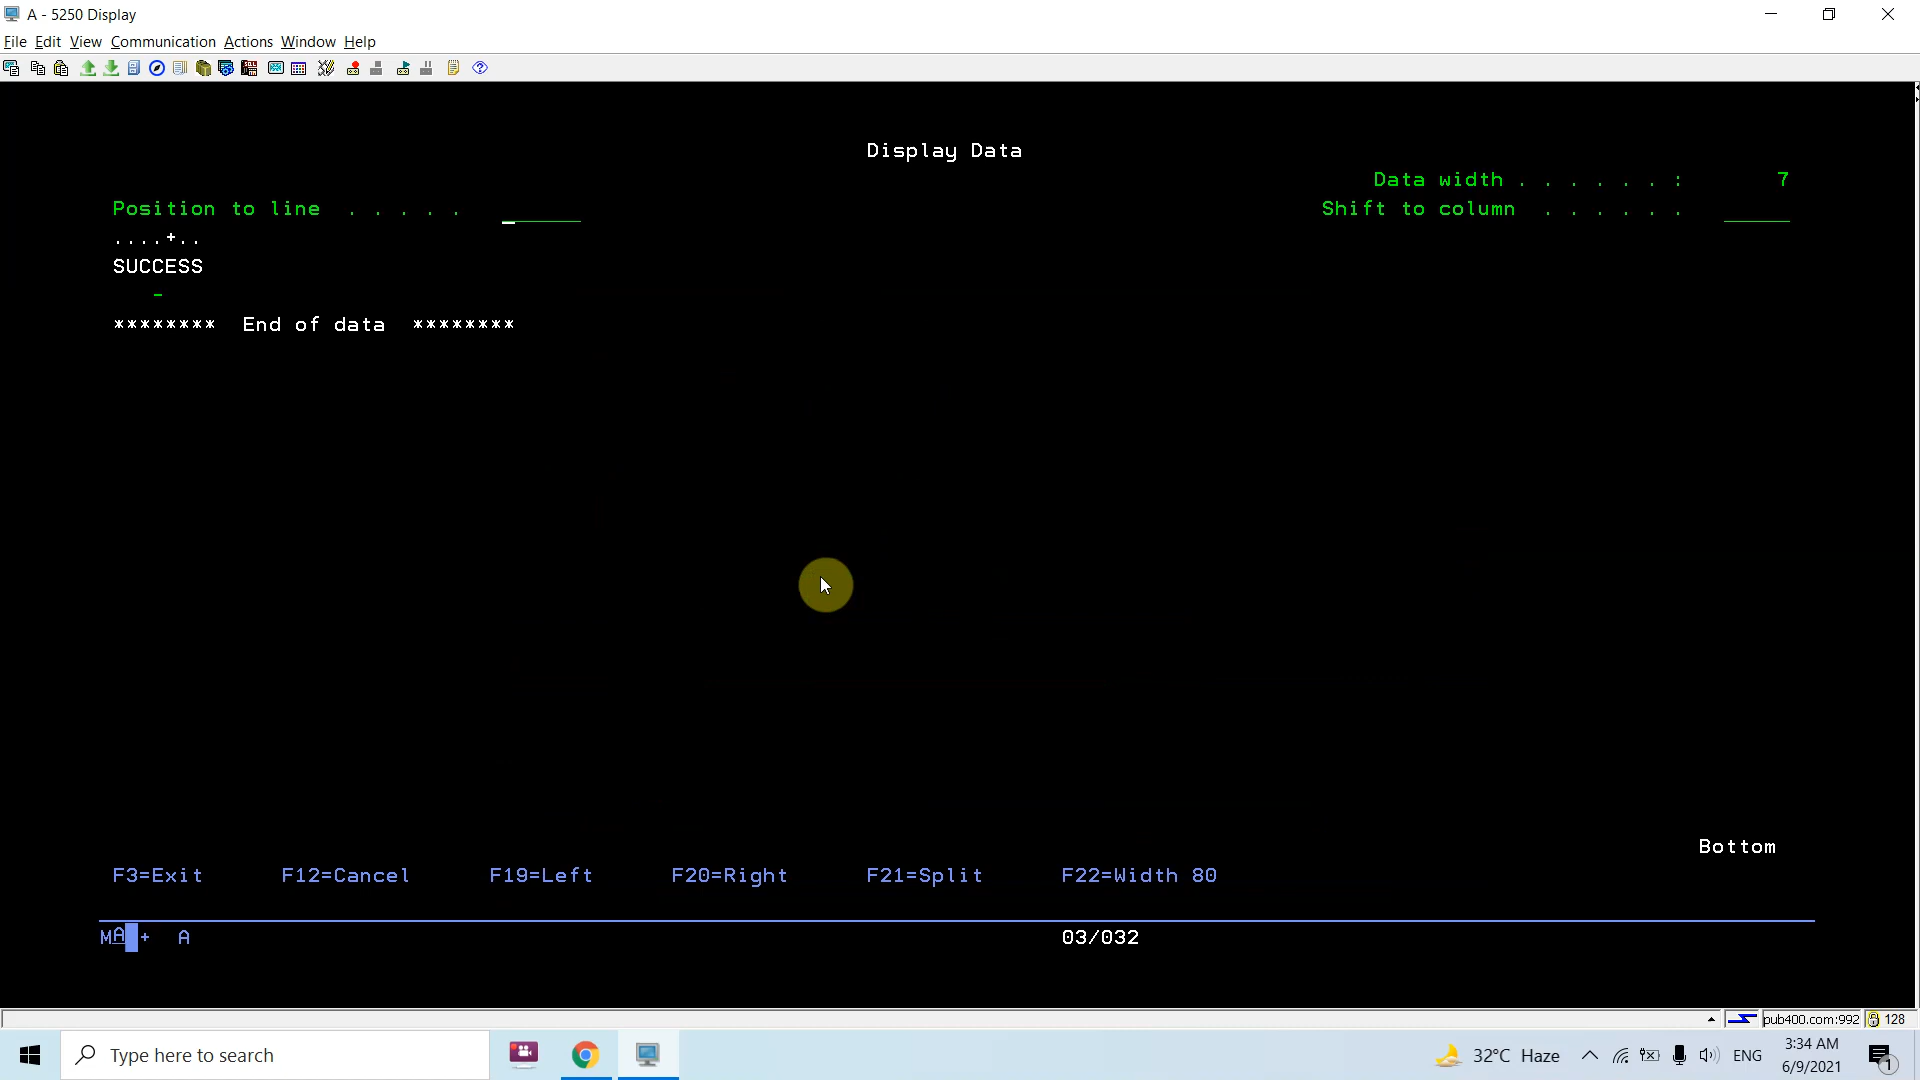 A - 5250 Display
File Edit View Communication Actions Window Help
Display Data
Data width . . . . . . : 7
Position to line . . . . . Shift to column . . . . . .
....+..
SUCCESS
-
******** End of data ********
Bottom
F3=Exit F12=Cancel F19=Left F20=Right F21=Split F22=Width 80
MA + A 03/032
pub400.com:992 128
Type here to search 32°C Haze ENG 3:34 AM
6/9/2021 1